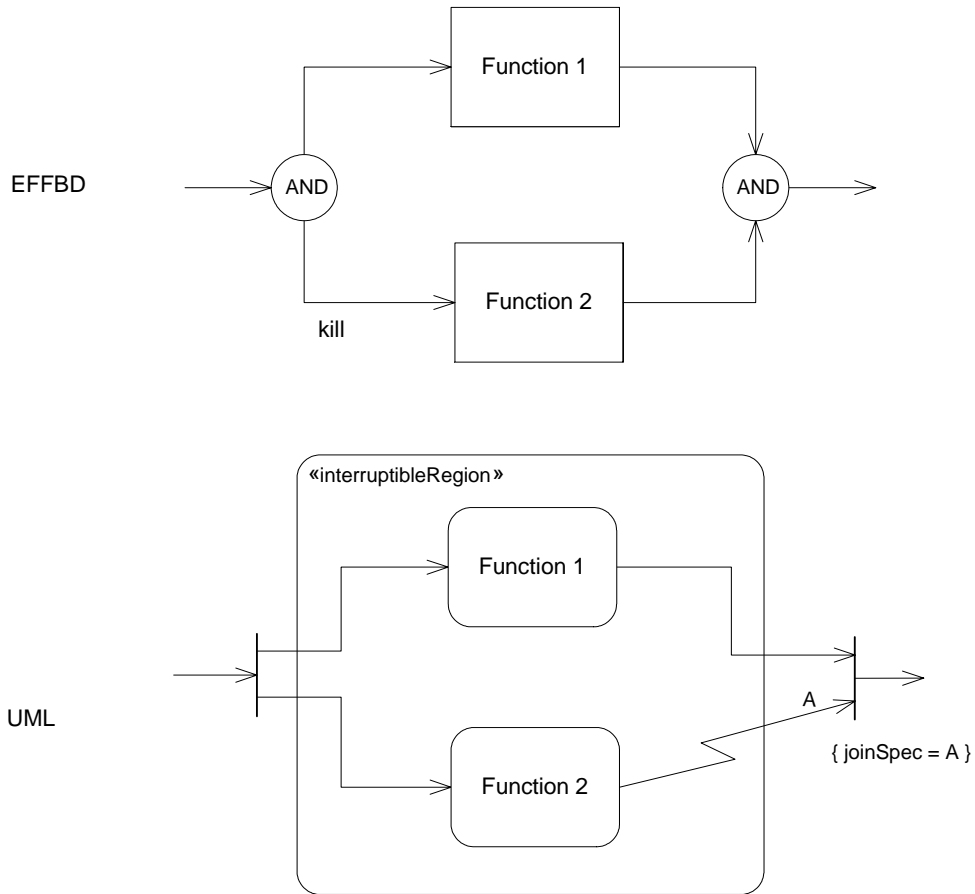 Function 1
EFFBD
AND
AND
Function 2
kill
«interruptibleRegion»
Function 1
A
UML
{ joinSpec = A }
Function 2